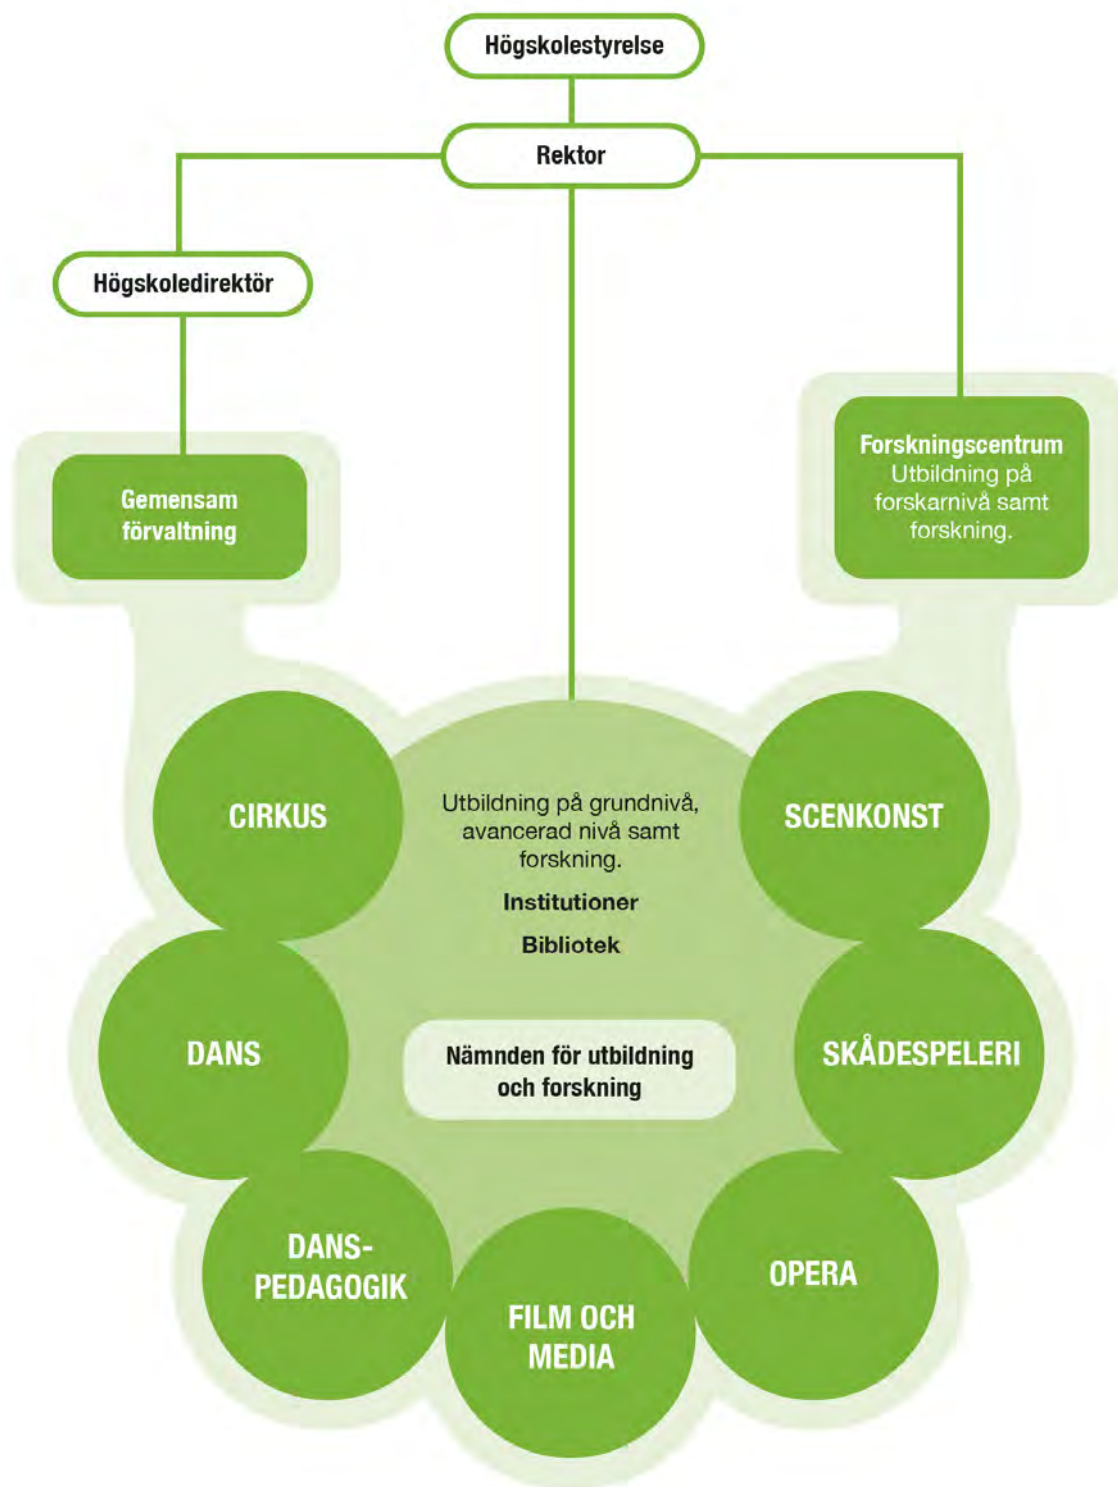 Högskolestyrelse
Rektor
Högskoledirektör
Gemensam
förvaltning
Forskningscentrum
Utbildning på
forskarnivå samt
forskning.
CIRKUS
Utbildning på grundnivå,
avancerad nivå samt
forskning.
Institutioner
Bibliotek
SCENKONST
DANS
Nämnden för utbildning
och forskning
SKÅDESPELERI
DANS-
PEDAGOGIK
FILM OCH
MEDIA
OPERA